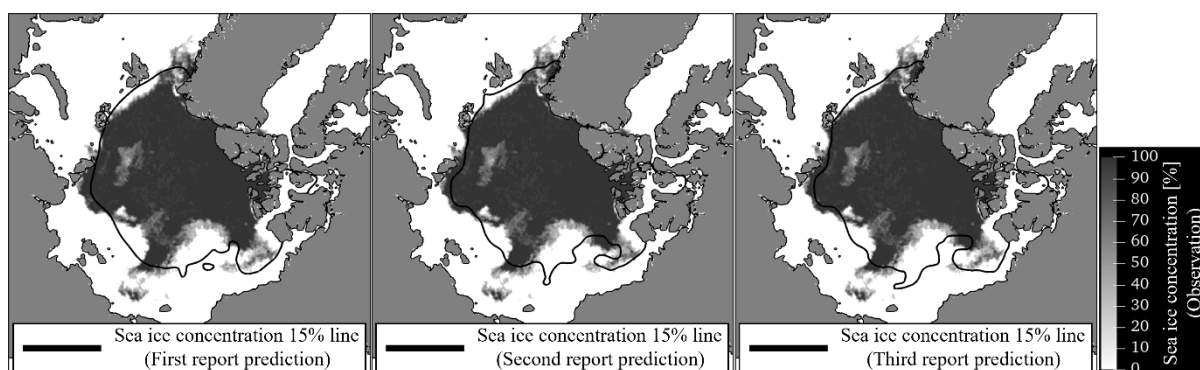 Sea ice concentration 15% line
(First report prediction)
Sea ice concentration 15% line
(Second report prediction)
Sea ice concentration 15% line
(Third report prediction)
100
90
80
70
60
50
40
30
20
10
0
Sea ice concentration [%]
(Observation)